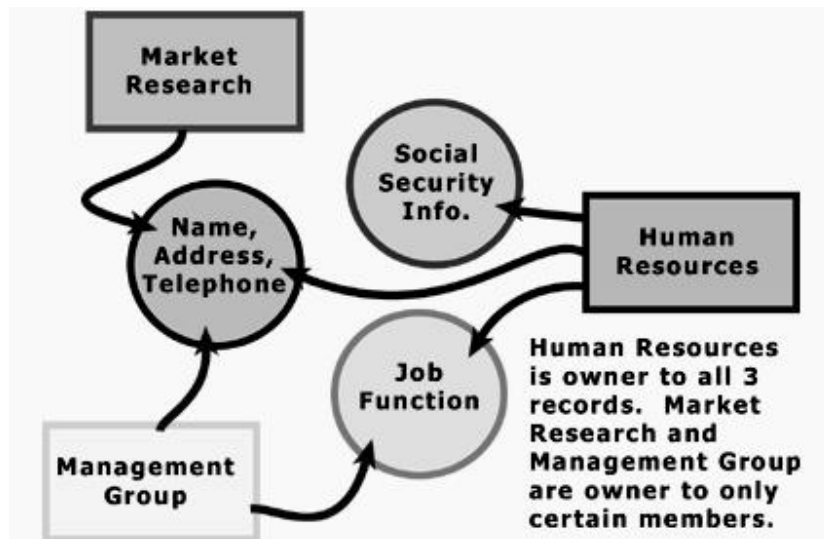 Market
Research
Social
Security
Info.
Name,
Address,
Telephone
Human
Resources
Job
Function
Management
Group
Human Resources
is owner to all 3
records.  Market
Research and
Management Group
are owner to only
certain members.